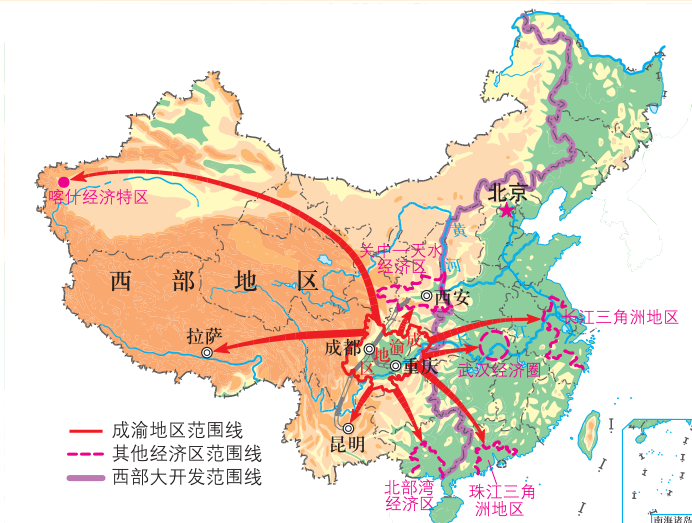 北京
喀什经济特区
黄
河
关中—天水
经济区
西部地区
西安
长江三角洲地区
拉萨
成都
成
渝
地
区
重庆
武汉经济圈
昆明
成渝地区范围线
其他经济区范围线
西部大开发范围线
北部湾
经济区
珠江三角
洲地区
南海诸岛